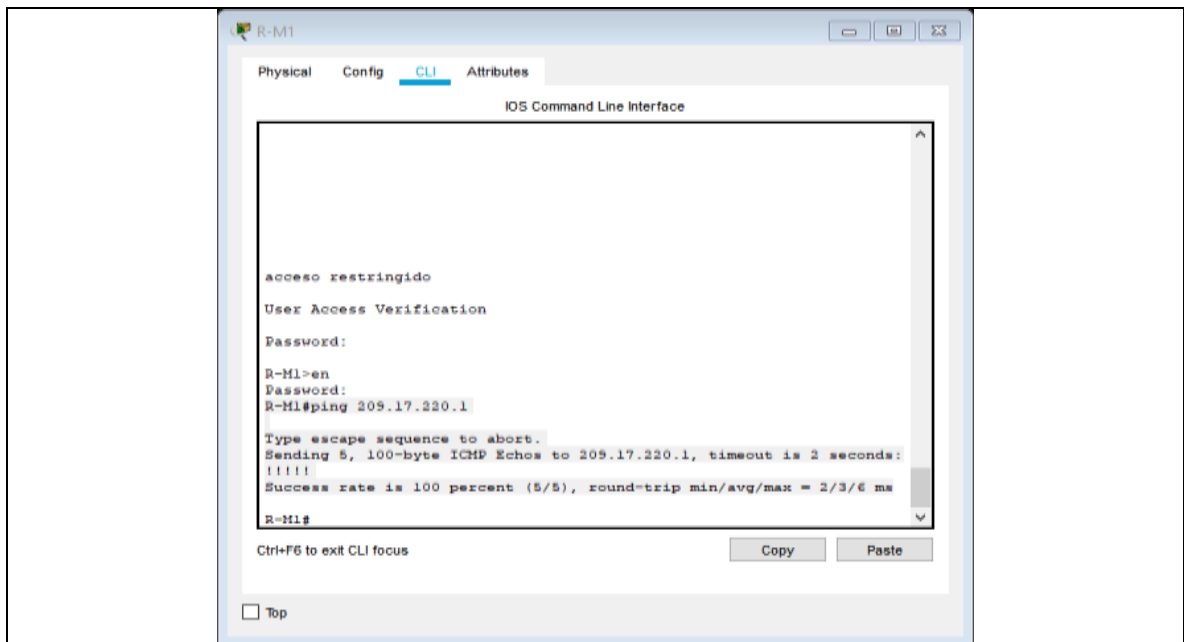 R-M1
Physical Config CLI Attributes
IOS Command Line Interface
acceso restringido
User Access Verification
Password:
R-M1>en
Password:
R-M1#ping 209.17.220.1
Type escape sequence to abort.
Sending 5, 100-byte ICMP Echos to 209.17.220.1, timeout is 2 seconds:
!!!!!
Success rate is 100 percent (5/5), round-trip min/avg/max = 2/3/6 ms
R-M1#
Ctrl+F6 to exit CLI focus
Copy Paste
Top